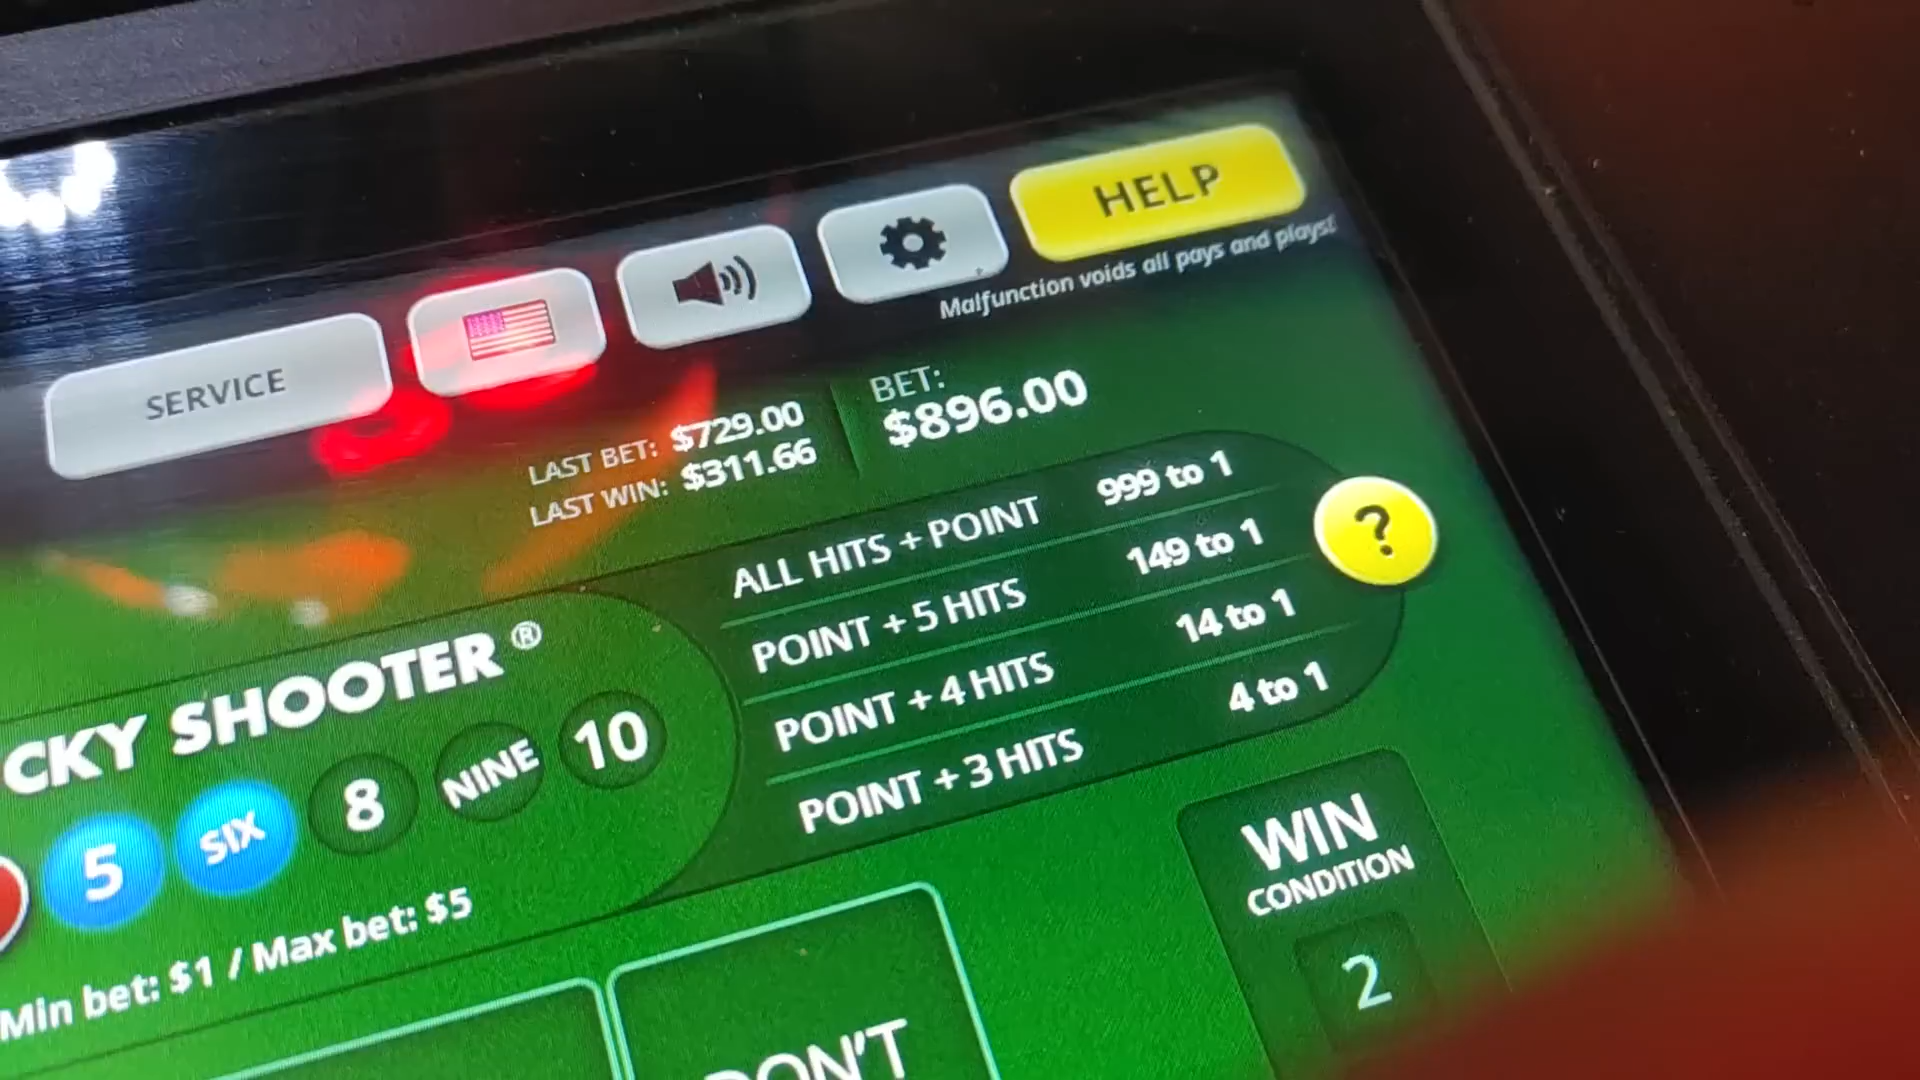 HELP
Malfunction voids all pays and plays!
SERVICE
LAST BET: $729.00
LAST WIN: $311.66
BET:
$896.00
ALL HITS + POINT 999 to 1
POINT + 5 HITS 149 to 1
POINT + 4 HITS 14 to 1
POINT + 3 HITS 4 to 1
?
CKY SHOOTER ®
5 SIX 8 NINE 10
Min bet: $1 / Max bet: $5
WIN
CONDITION
2
DON'T